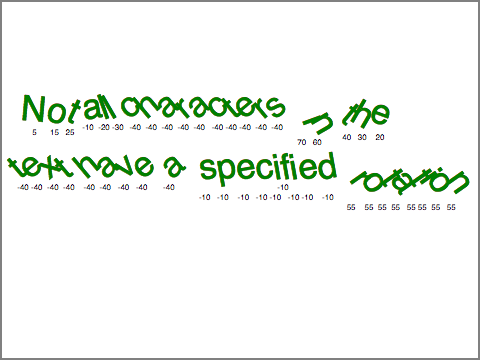 Not all characters in the
5 15 25 -10 -20 -30 -40 -40 -40 -40 -40 -40 -40 -40 -40 -40 70 60 40 30 20
text have a specified rotation
-40 -40 -40 -40 -40 -40 -40 -40 -40 -10
-10 -10 -10 -10 -10 -10 -10 -10 55 55 55 55 55 55 55 55